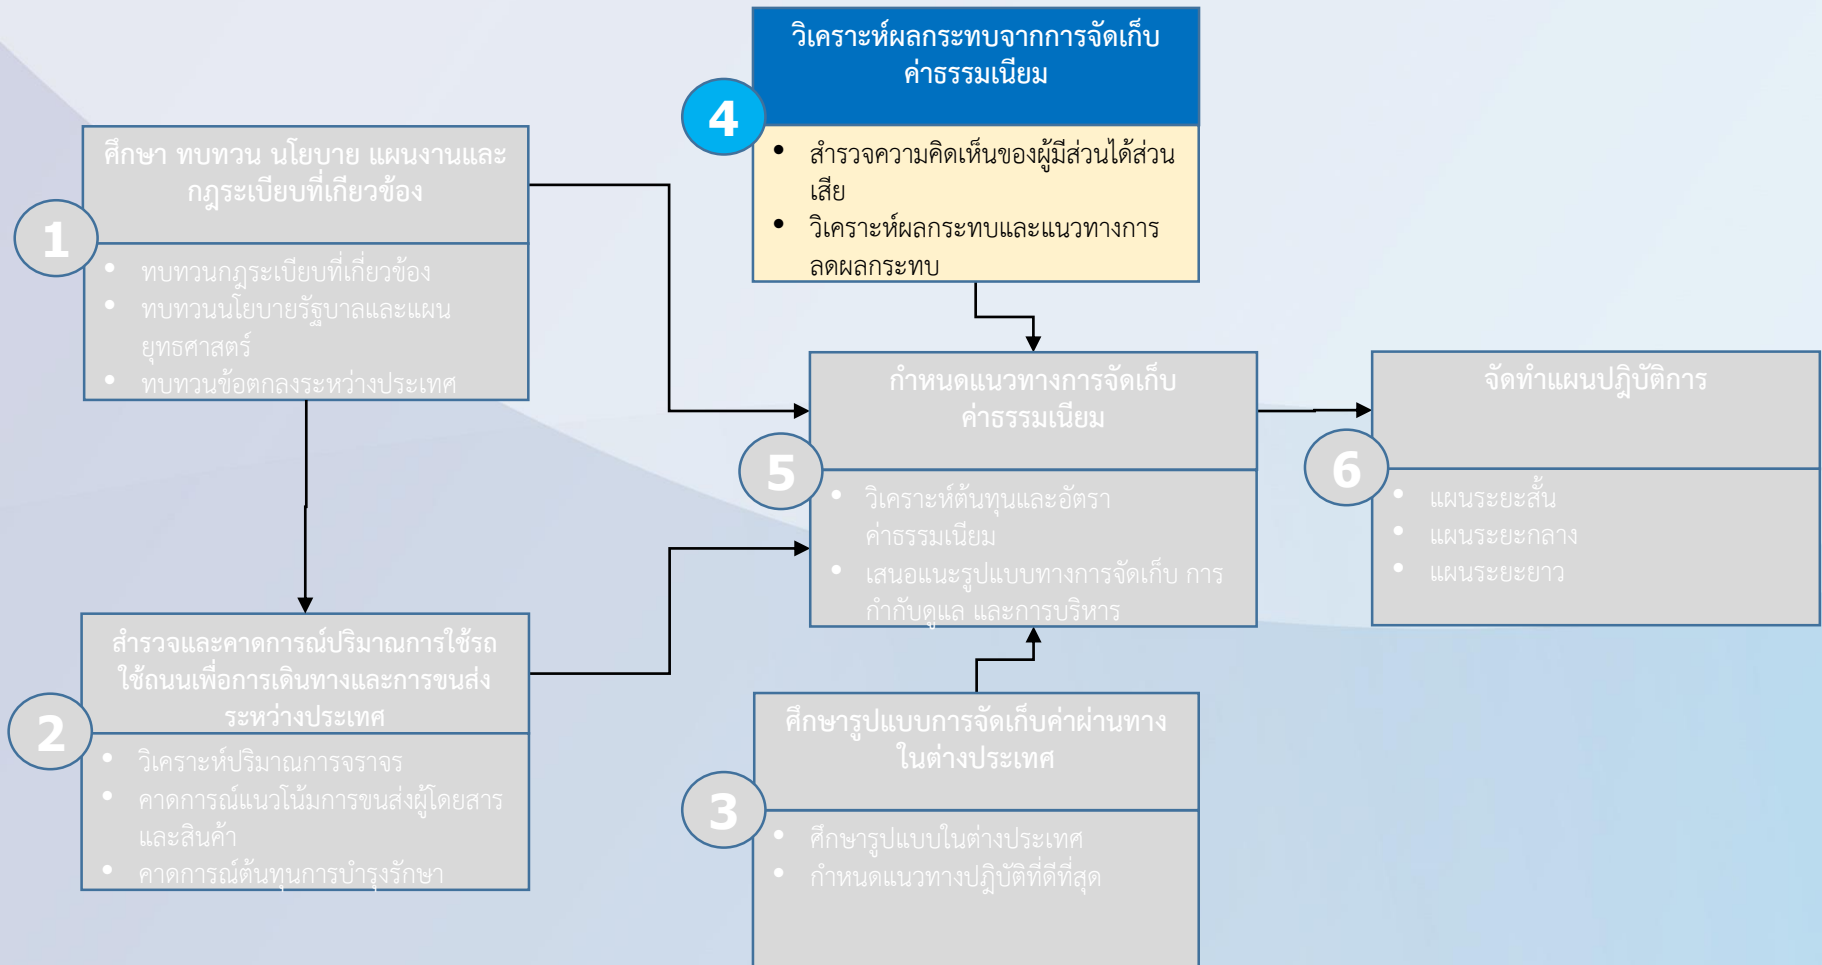 วิเคราะห์ผลกระทบจากการจัดเก็บ
ค่าธรรมเนียม
4
• สำรวจความคิดเห็นของผู้มีส่วนได้ส่วน
เสีย
• วิเคราะห์ผลกระทบและแนวทางการ
ลดผลกระทบ
ศึกษา ทบทวน นโยบาย แผนงานและ
กฎระเบียบที่เกียวข้อง
1
• ทบทวนกฎระเบียบที่เกี่ยวข้อง
• ทบทวนนโยบายรัฐบาลและแผน
ยุทธศาสตร์
• ทบทวนข้อตกลงระหว่างประเทศ
กำหนดแนวทางการจัดเก็บ
ค่าธรรมเนียม
5
• วิเคราะห์ต้นทุนและอัตรา
ค่าธรรมเนียม
• เสนอแนะรูปแบบทางการจัดเก็บ การ
กำกับดูแล และการบริหาร
จัดทำแผนปฎิบัติการ
6
• แผนระยะสั้น
• แผนระยะกลาง
• แผนระยะยาว
สำรวจและคาดการณ์ปริมาณการใช้รถ
ใช้ถนนเพื่อการเดินทางและการขนส่ง
ระหว่างประเทศ
2
• วิเคราะห์ปริมาณการจราจร
• คาดการณ์แนวโน้มการขนส่งผู้โดยสาร
และสินค้า
• คาดการณ์ต้นทุนการบำรุงรักษา
ศึกษารูปแบบการจัดเก็บค่าผ่านทาง
ในต่างประเทศ
3
• ศึกษารูปแบบในต่างประเทศ
• กำหนดแนวทางปฎิบัติที่ดีที่สุด